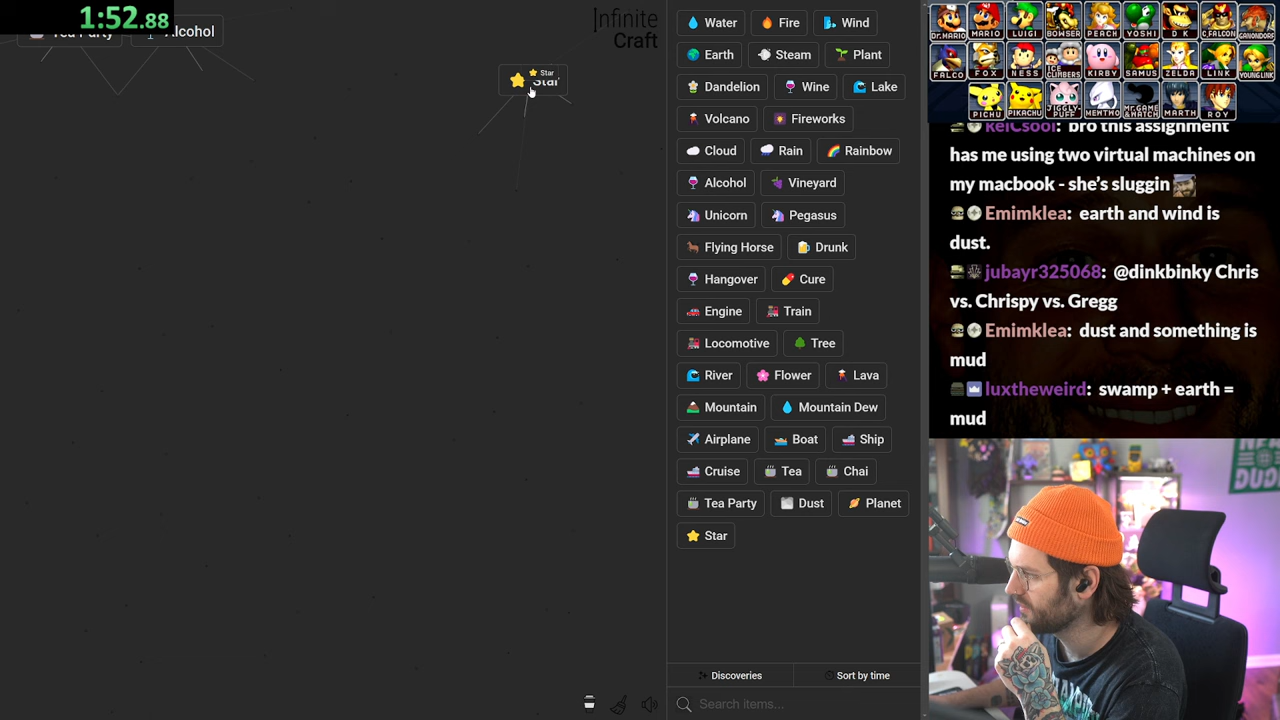 1:52.88
Tea Party Alcohol
Infinite
Craft
Star
Star
Water Fire Wind
Earth Steam Plant
Dandelion Wine Lake
Volcano Fireworks
Cloud Rain Rainbow
Alcohol Vineyard
Unicorn Pegasus
Flying Horse Drunk
Hangover Cure
Engine Train
Locomotive Tree
River Flower Lava
Mountain Mountain Dew
Airplane Boat Ship
Cruise Tea Chai
Tea Party Dust Planet
Star
Discoveries Sort by time
Search items...
DR.MARIO MARIO LUIGI BOWSER PEACH YOSHI DK C.FALCON GANONDORF
FALCO FOX NESS ICE CLIMBERS KIRBY SAMUS ZELDA LINK YOUNG LINK
PICHU PIKACHU JIGGLY-PUFF MEWTWO MR.GAME &WATCH MARTH ROY
RelCsool: bro this assignment
has me using two virtual machines on
my macbook - she's sluggin
Emimklea: earth and wind is
dust.
jubayr325068: @dinkbinky Chris
vs. Chrispy vs. Gregg
Emimklea: dust and something is
mud
luxtheweird: swamp + earth =
mud